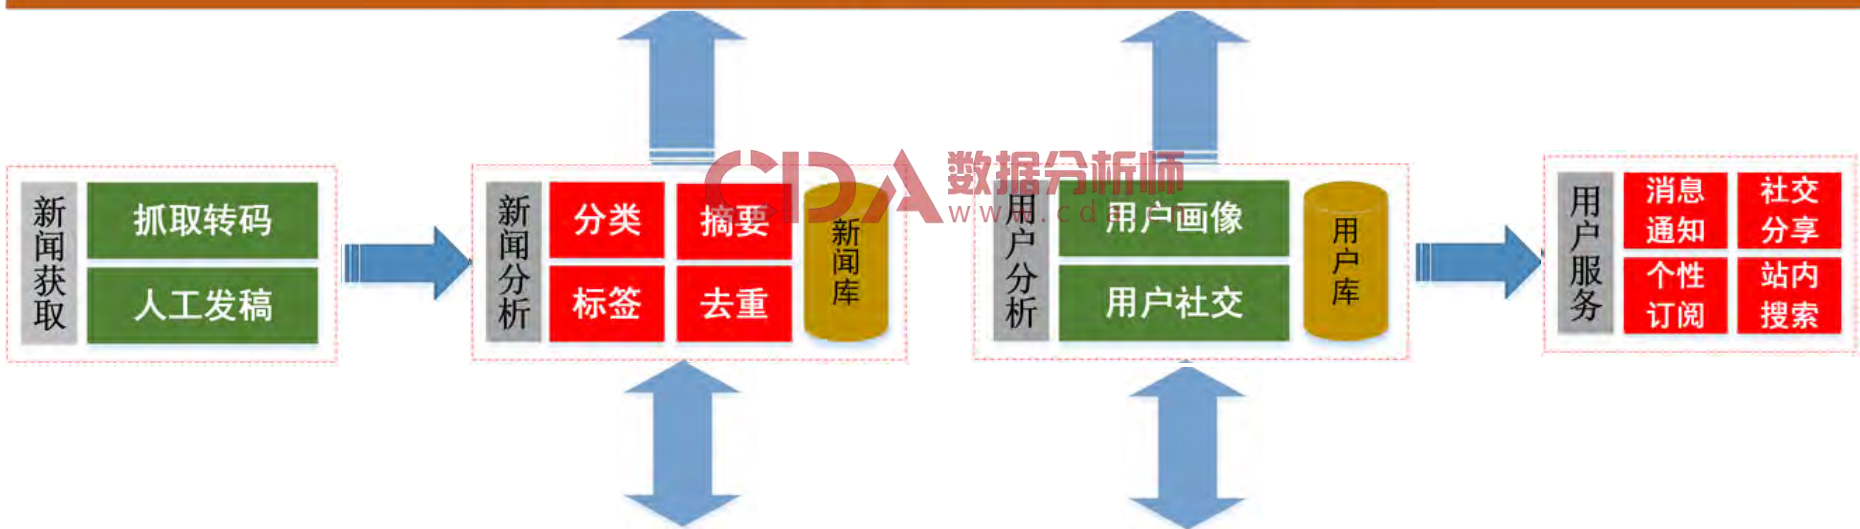 新闻获取
抓取转码
人工发稿
新闻分析
分类
摘要
标签
去重
新闻库
CDA 数据分析师
www.cda.cn
用户分析
用户画像
用户社交
用户库
用户服务
消息
通知
社交
分享
个性
订阅
站内
搜索